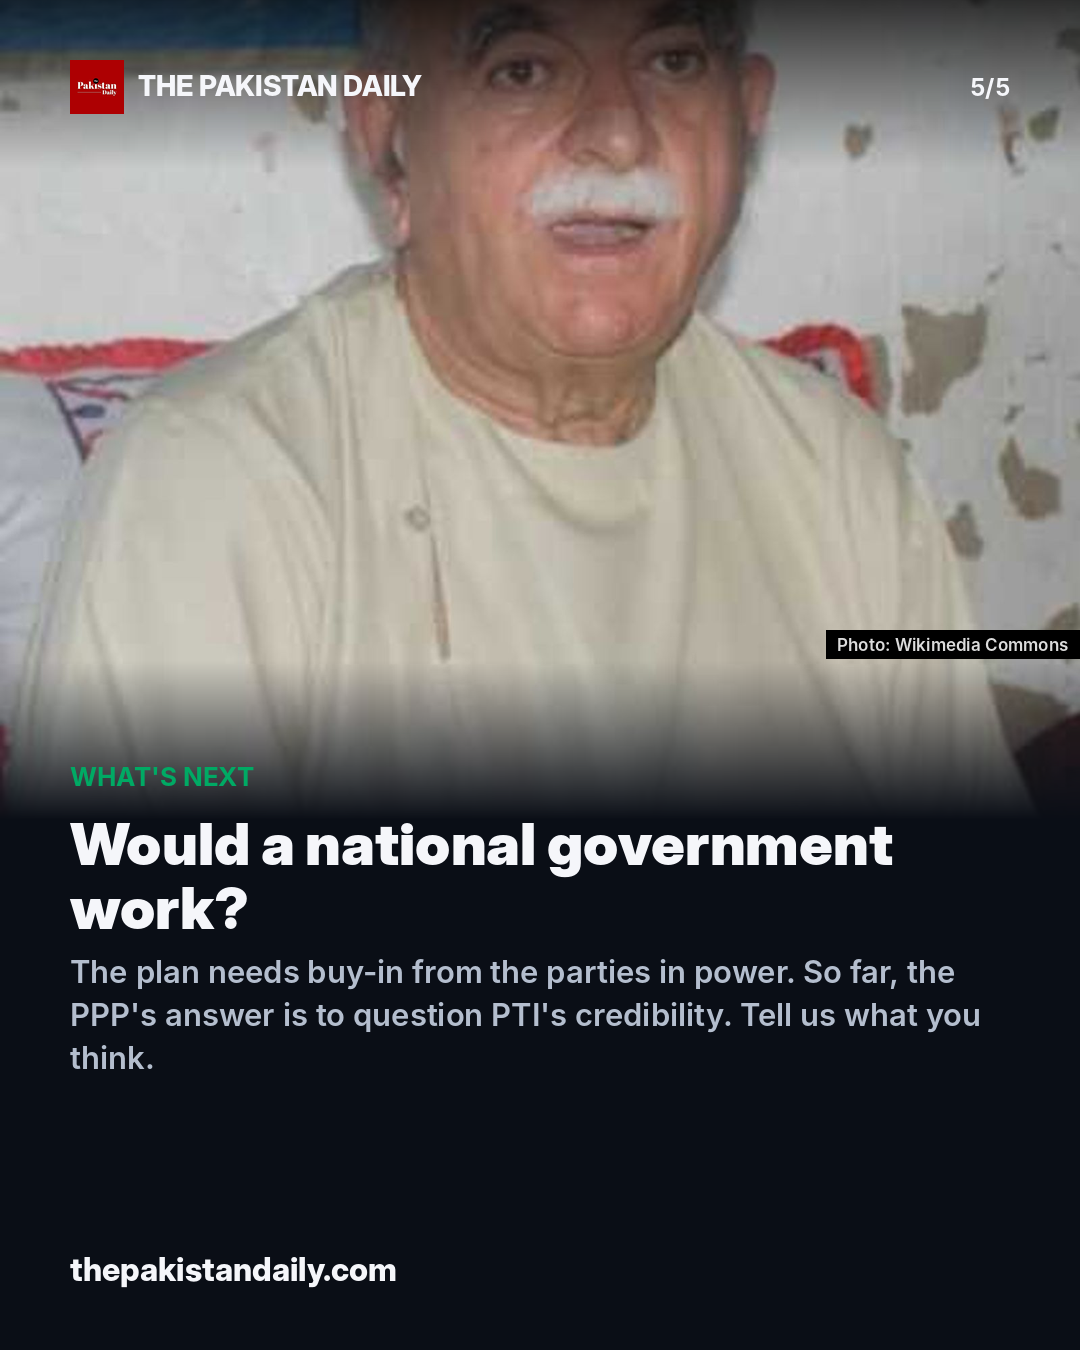 Pakistan
Daily
THE PAKISTAN DAILY
5/5
Photo: Wikimedia Commons
WHAT'S NEXT
Would a national government
work?
The plan needs buy-in from the parties in power. So far, the
PPP's answer is to question PTI's credibility. Tell us what you
think.
thepakistandaily.com